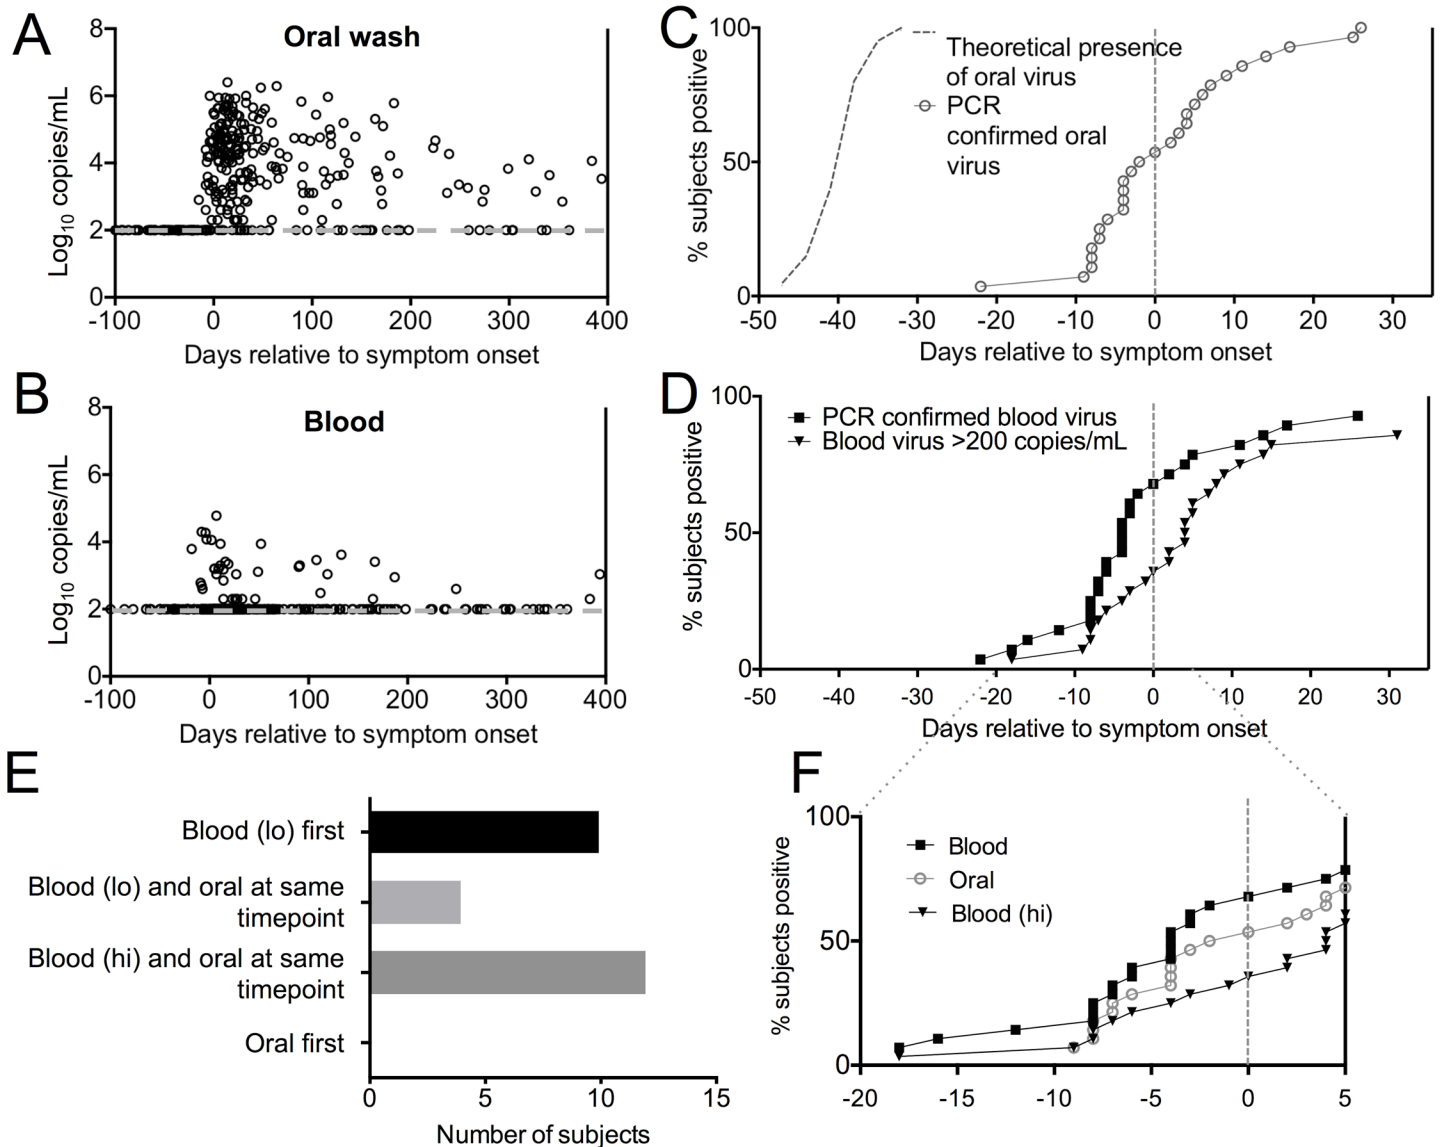 A
Oral wash
Log10 copies/mL
8
6
4
2
0
-100
0
100
200
300
400
Days relative to symptom onset
B
Blood
Log10 copies/mL
8
6
4
2
0
-100
0
100
200
300
400
Days relative to symptom onset
C
% subjects positive
100
50
0
Theoretical presence
of oral virus
PCR
confirmed oral
virus
-50
-40
-30
-20
-10
0
10
20
30
Days relative to symptom onset
D
% subjects positive
100
50
0
PCR confirmed blood virus
Blood virus >200 copies/mL
-50
-40
-30
-20
-10
0
10
20
30
Days relative to symptom onset
E
Blood (lo) first
Blood (lo) and oral at same
timepoint
Blood (hi) and oral at same
timepoint
Oral first
0
5
10
15
Number of subjects
F
% subjects positive
100
50
0
Blood
Oral
Blood (hi)
-20
-15
-10
-5
0
5